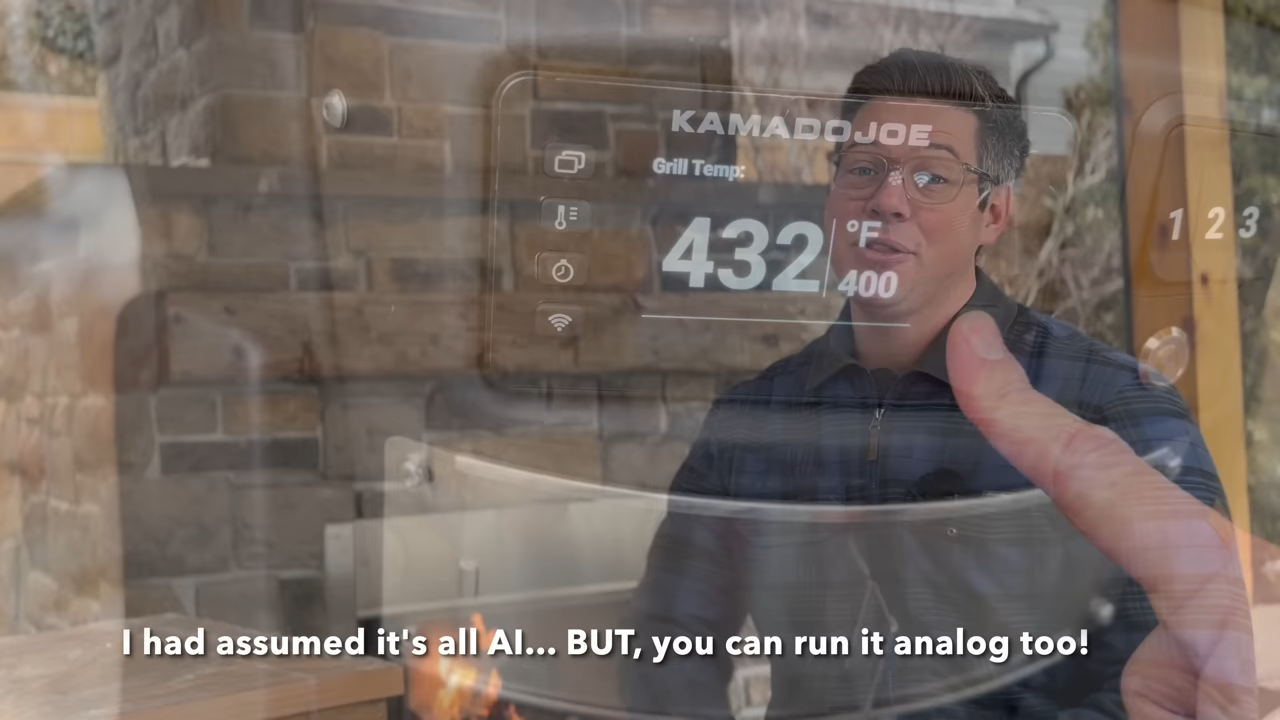 KAMADOJOE
Grill Temp:
432 °F
400
1 2 3
I had assumed it's all AI... BUT, you can run it analog too!